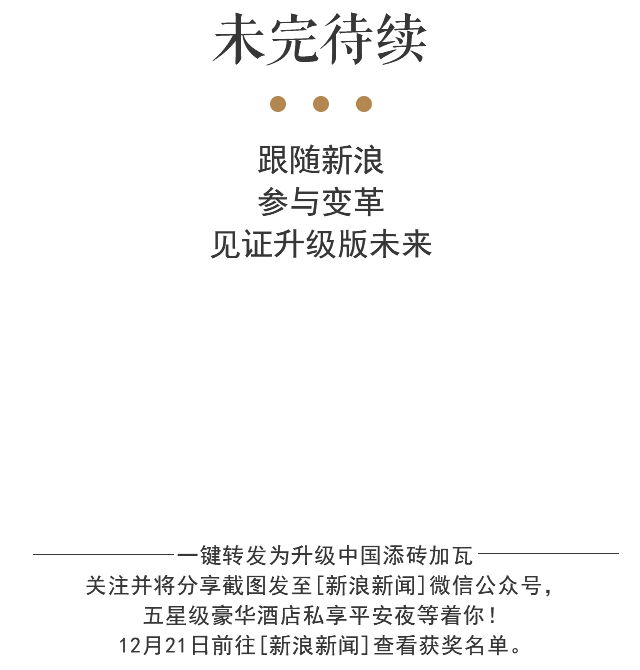 未完待续
跟随新浪
参与变革
见证升级版未来
一键转发为升级中国添砖加瓦
关注并将分享截图发至[新浪新闻]微信公众号，
五星级豪华酒店私享平安夜等着你！
12月21日前往[新浪新闻]查看获奖名单。